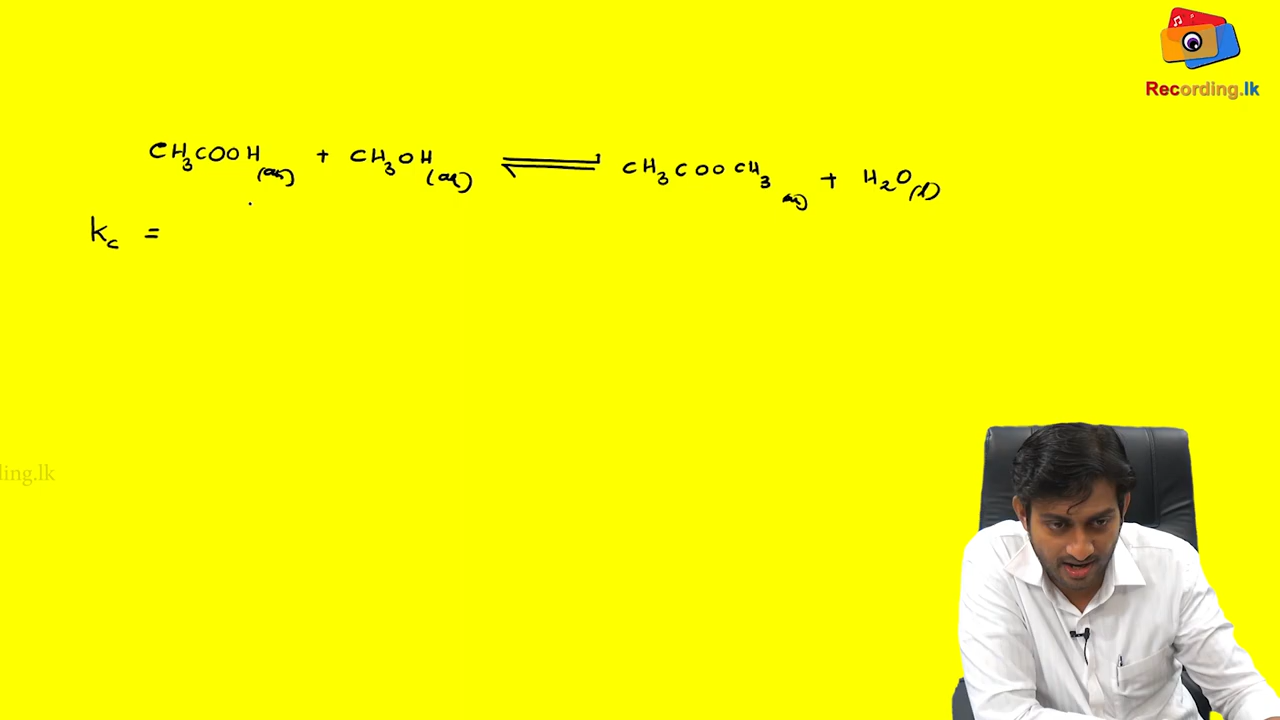 Recording.lk
CH₃COOH(aq) + CH₃OH(aq) ⇌ CH₃COOCH₃(aq) + H₂O(l)
kc =
ding.lk